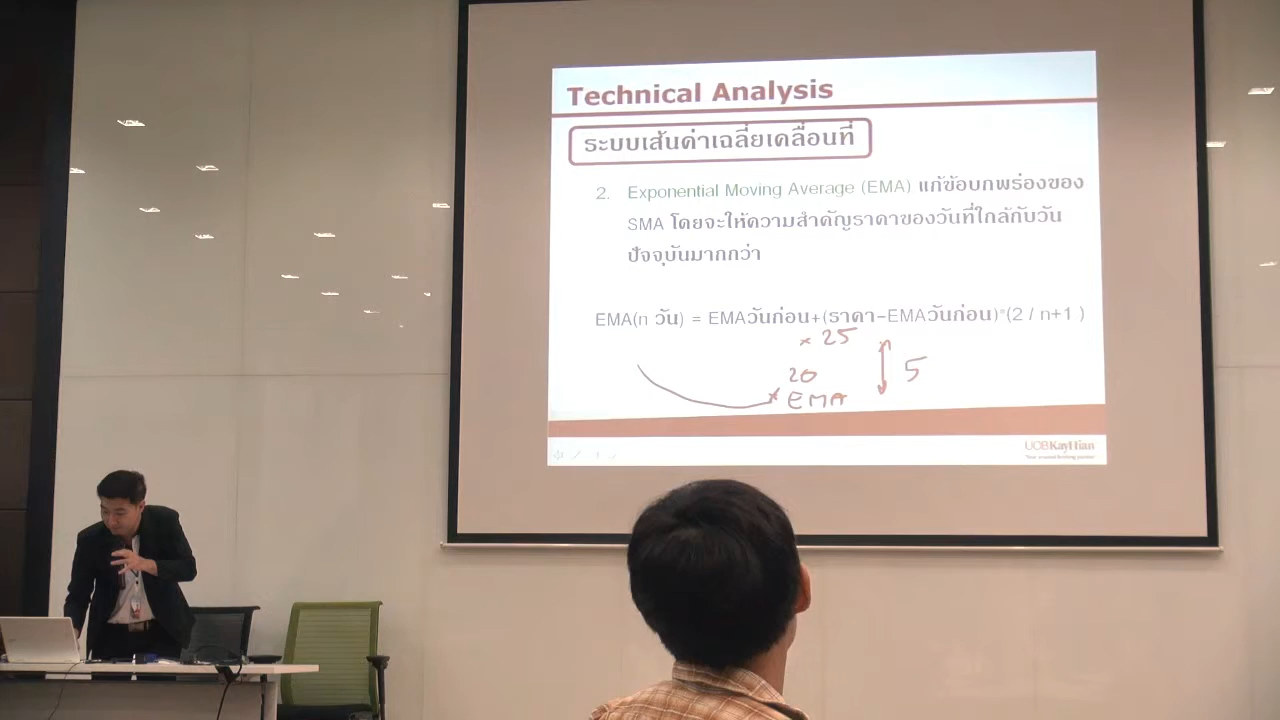 Technical Analysis
ระบบเส้นค่าเฉลี่ยเคลื่อนที่
2. Exponential Moving Average (EMA) แก้ข้อบกพร่องของ
SMA โดยจะให้ความสำคัญราคาของวันที่ใกล้กับวัน
ปัจจุบันมากกว่า
EMA(n วัน) = EMAวันก่อน+(ราคา-EMAวันก่อน)*(2 / n+1 )
× 25
20
5
× EMA
UOBKayHian